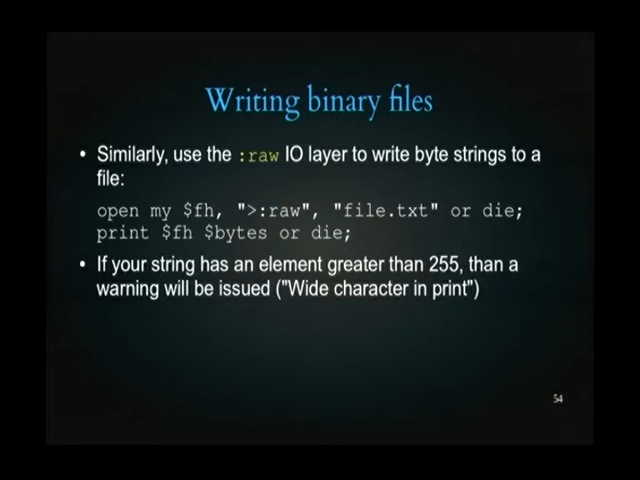 Writing binary files
• Similarly, use the :raw IO layer to write byte strings to a
file:
open my $fh, ">:raw", "file.txt" or die;
print $fh $bytes or die;
• If your string has an element greater than 255, than a
warning will be issued ("Wide character in print")
54